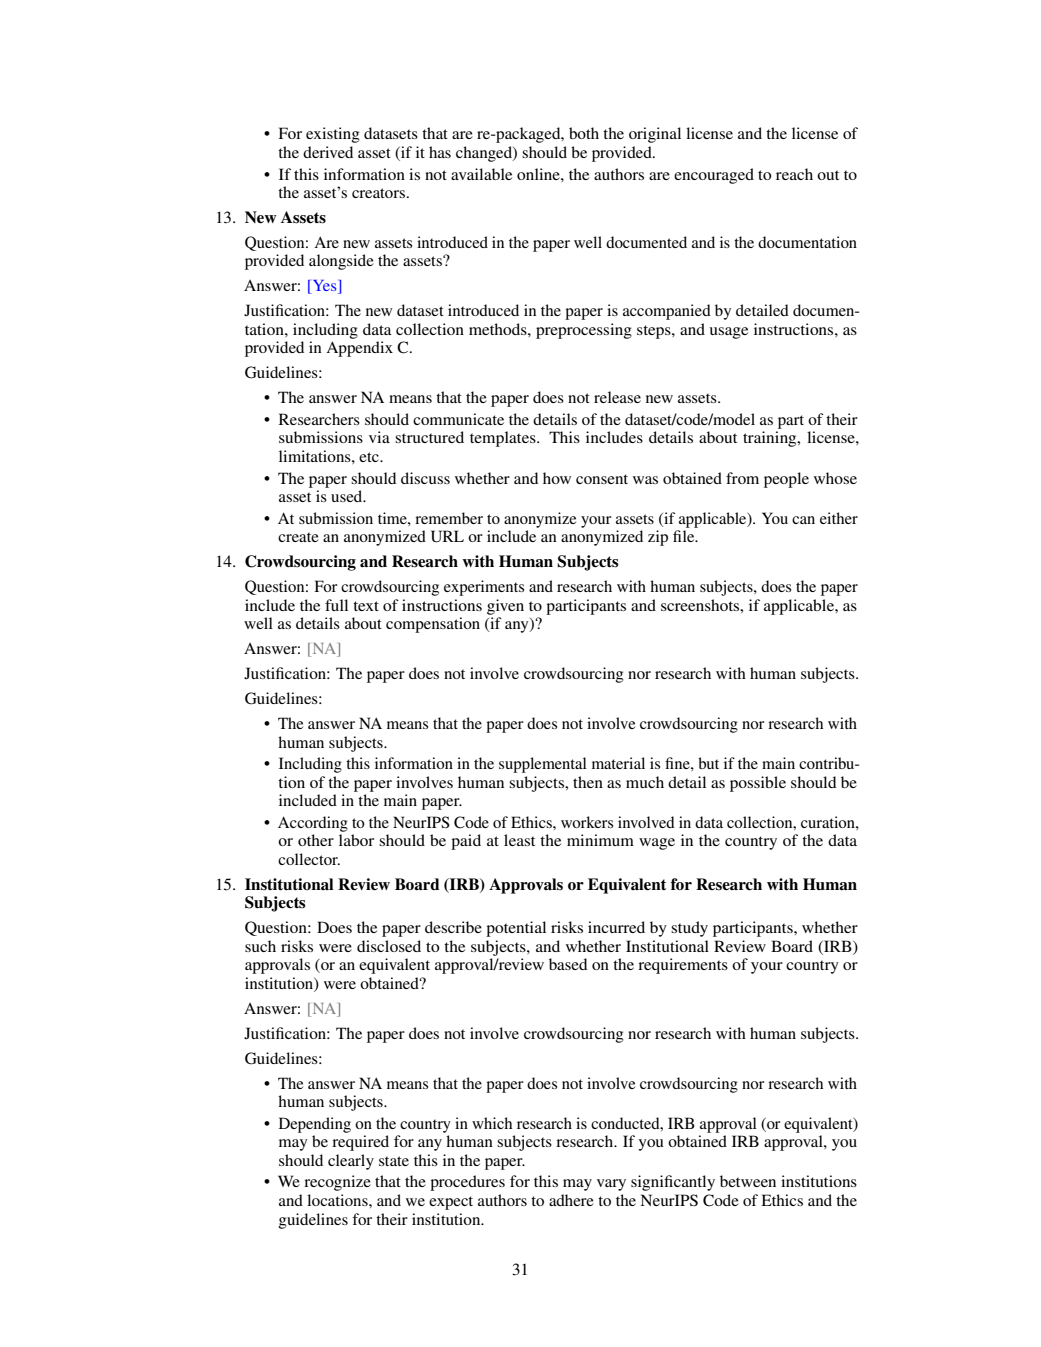 • For existing datasets that are re-packaged, both the original license and the license of
the derived asset (if it has changed) should be provided.
• If this information is not available online, the authors are encouraged to reach out to
the asset's creators.
13. New Assets
Question: Are new assets introduced in the paper well documented and is the documentation
provided alongside the assets?
Answer: [Yes]
Justification: The new dataset introduced in the paper is accompanied by detailed documen-
tation, including data collection methods, preprocessing steps, and usage instructions, as
provided in Appendix C.
Guidelines:
• The answer NA means that the paper does not release new assets.
• Researchers should communicate the details of the dataset/code/model as part of their
submissions via structured templates. This includes details about training, license,
limitations, etc.
• The paper should discuss whether and how consent was obtained from people whose
asset is used.
• At submission time, remember to anonymize your assets (if applicable). You can either
create an anonymized URL or include an anonymized zip file.
14. Crowdsourcing and Research with Human Subjects
Question: For crowdsourcing experiments and research with human subjects, does the paper
include the full text of instructions given to participants and screenshots, if applicable, as
well as details about compensation (if any)?
Answer: [NA]
Justification: The paper does not involve crowdsourcing nor research with human subjects.
Guidelines:
• The answer NA means that the paper does not involve crowdsourcing nor research with
human subjects.
• Including this information in the supplemental material is fine, but if the main contribu-
tion of the paper involves human subjects, then as much detail as possible should be
included in the main paper.
• According to the NeurIPS Code of Ethics, workers involved in data collection, curation,
or other labor should be paid at least the minimum wage in the country of the data
collector.
15. Institutional Review Board (IRB) Approvals or Equivalent for Research with Human
Subjects
Question: Does the paper describe potential risks incurred by study participants, whether
such risks were disclosed to the subjects, and whether Institutional Review Board (IRB)
approvals (or an equivalent approval/review based on the requirements of your country or
institution) were obtained?
Answer: [NA]
Justification: The paper does not involve crowdsourcing nor research with human subjects.
Guidelines:
• The answer NA means that the paper does not involve crowdsourcing nor research with
human subjects.
• Depending on the country in which research is conducted, IRB approval (or equivalent)
may be required for any human subjects research. If you obtained IRB approval, you
should clearly state this in the paper.
• We recognize that the procedures for this may vary significantly between institutions
and locations, and we expect authors to adhere to the NeurIPS Code of Ethics and the
guidelines for their institution.
31